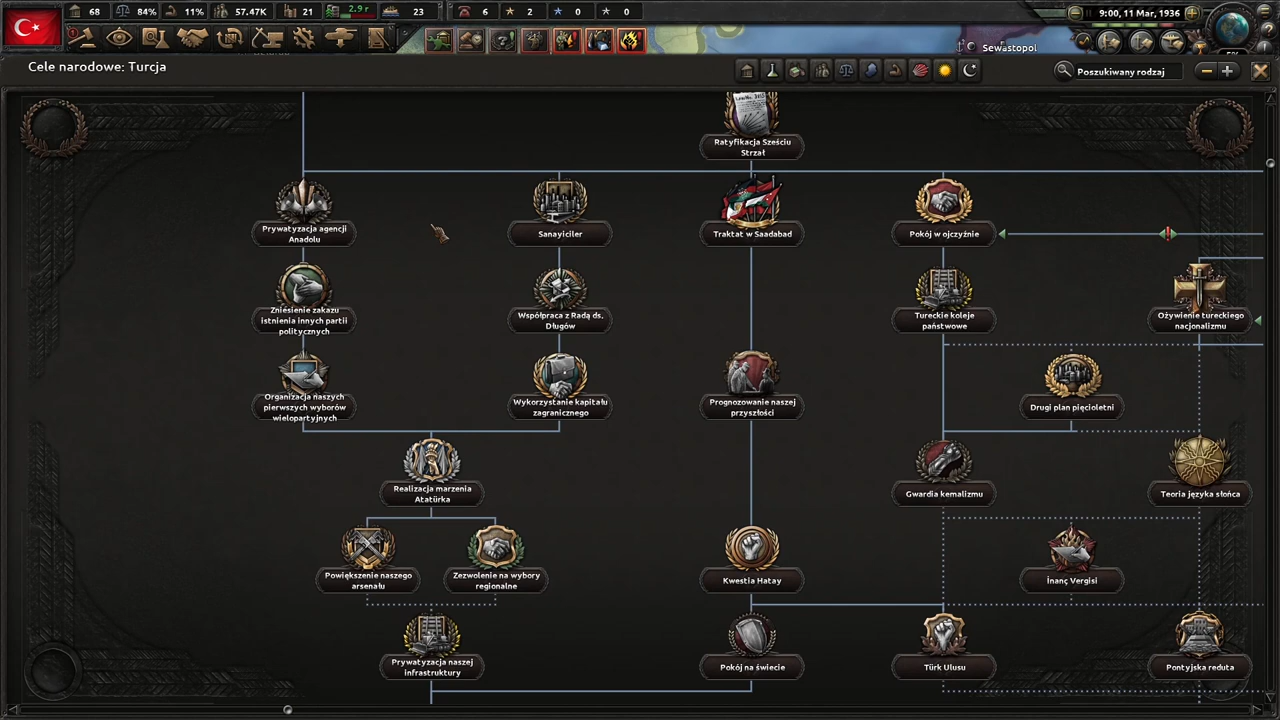 68 84% 11% 57.47K 21 2.9 r 23 6 2 0 0 9:00, 11 Mar, 1936
Sewastopol
Cele narodowe: Turcja
Poszukiwany rodzaj
Ratyfikacja Sześciu
Strzał
Prywatyzacja agencji
Anadolu
Sanayiciler
Traktat w Saadabad
Pokój w ojczyźnie
Zniesienie zakazu
istnienia innych partii
politycznych
Współpraca z Radą ds.
Długów
Tureckie koleje
państwowe
Ożywienie tureckiego
nacjonalizmu
Organizacja naszych
pierwszych wyborów
wielopartyjnych
Wykorzystanie kapitału
zagranicznego
Prognozowanie naszej
przyszłości
Drugi plan pięcioletni
Realizacja marzenia
Atatürka
Gwardia kemalizmu
Teoria języka słońca
Powiększenie naszego
arsenału
Zezwolenie na wybory
regionalne
Kwestia Hatay
İnanç Vergisi
Prywatyzacja naszej
infrastruktury
Pokój na świecie
Türk Ulusu
Pontyjska reduta